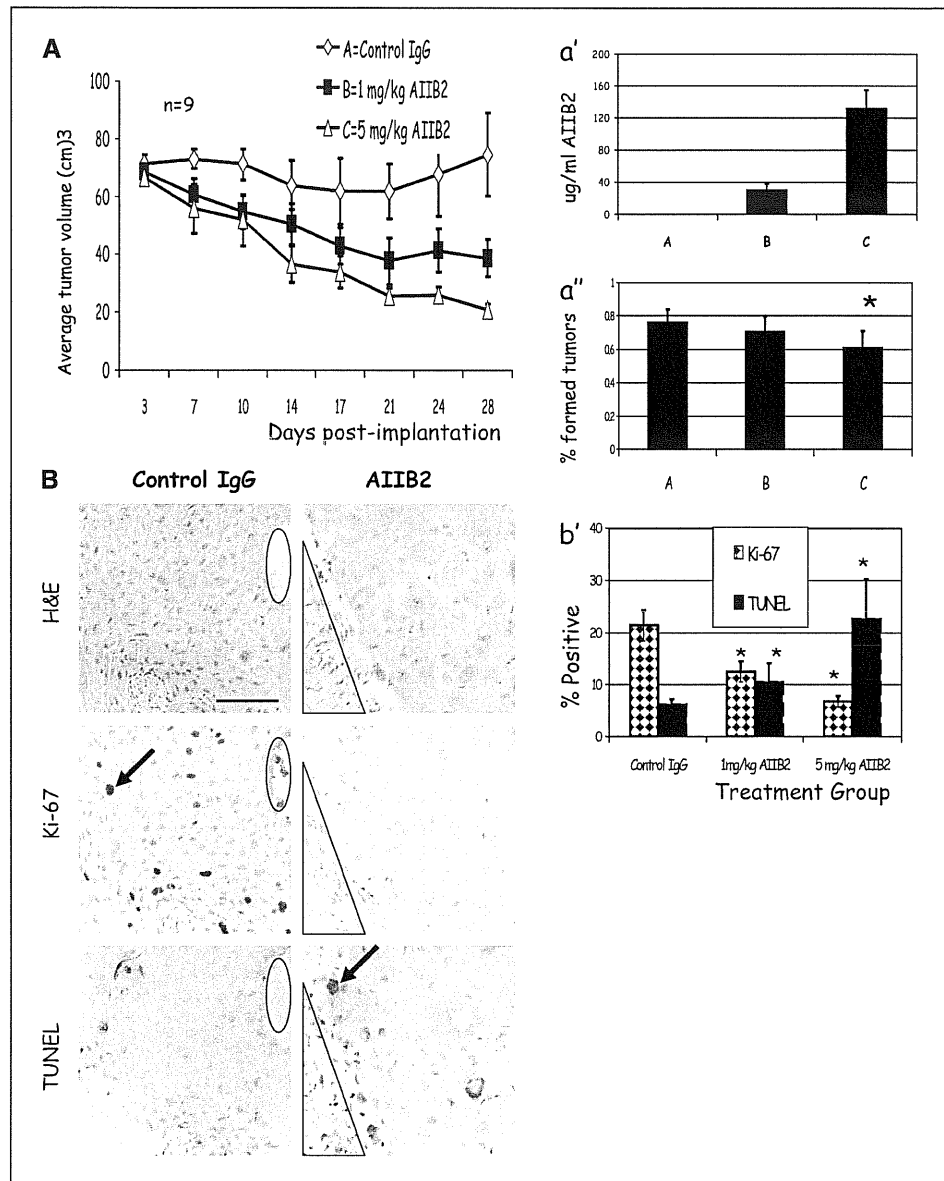 A
A=Control IgG
B=1 mg/kg AIIB2
C=5 mg/kg AIIB2
n=9
Average tumor volume (cm)3
100
80
60
40
20
0
3 7 10 14 17 21 24 28
Days post-implantation
a'
ug/ml AIIB2
200
160
120
80
40
0
A B C
a"
% formed tumors
1
0.8
0.6
0.4
0.2
0
*
A B C
B
Control IgG AIIB2
H&E
Ki-67
TUNEL
b'
% Positive
40
30
20
10
0
Ki-67
TUNEL
* * * *
Control IgG 1mg/kg AIIB2 5 mg/kg AIIB2
Treatment Group